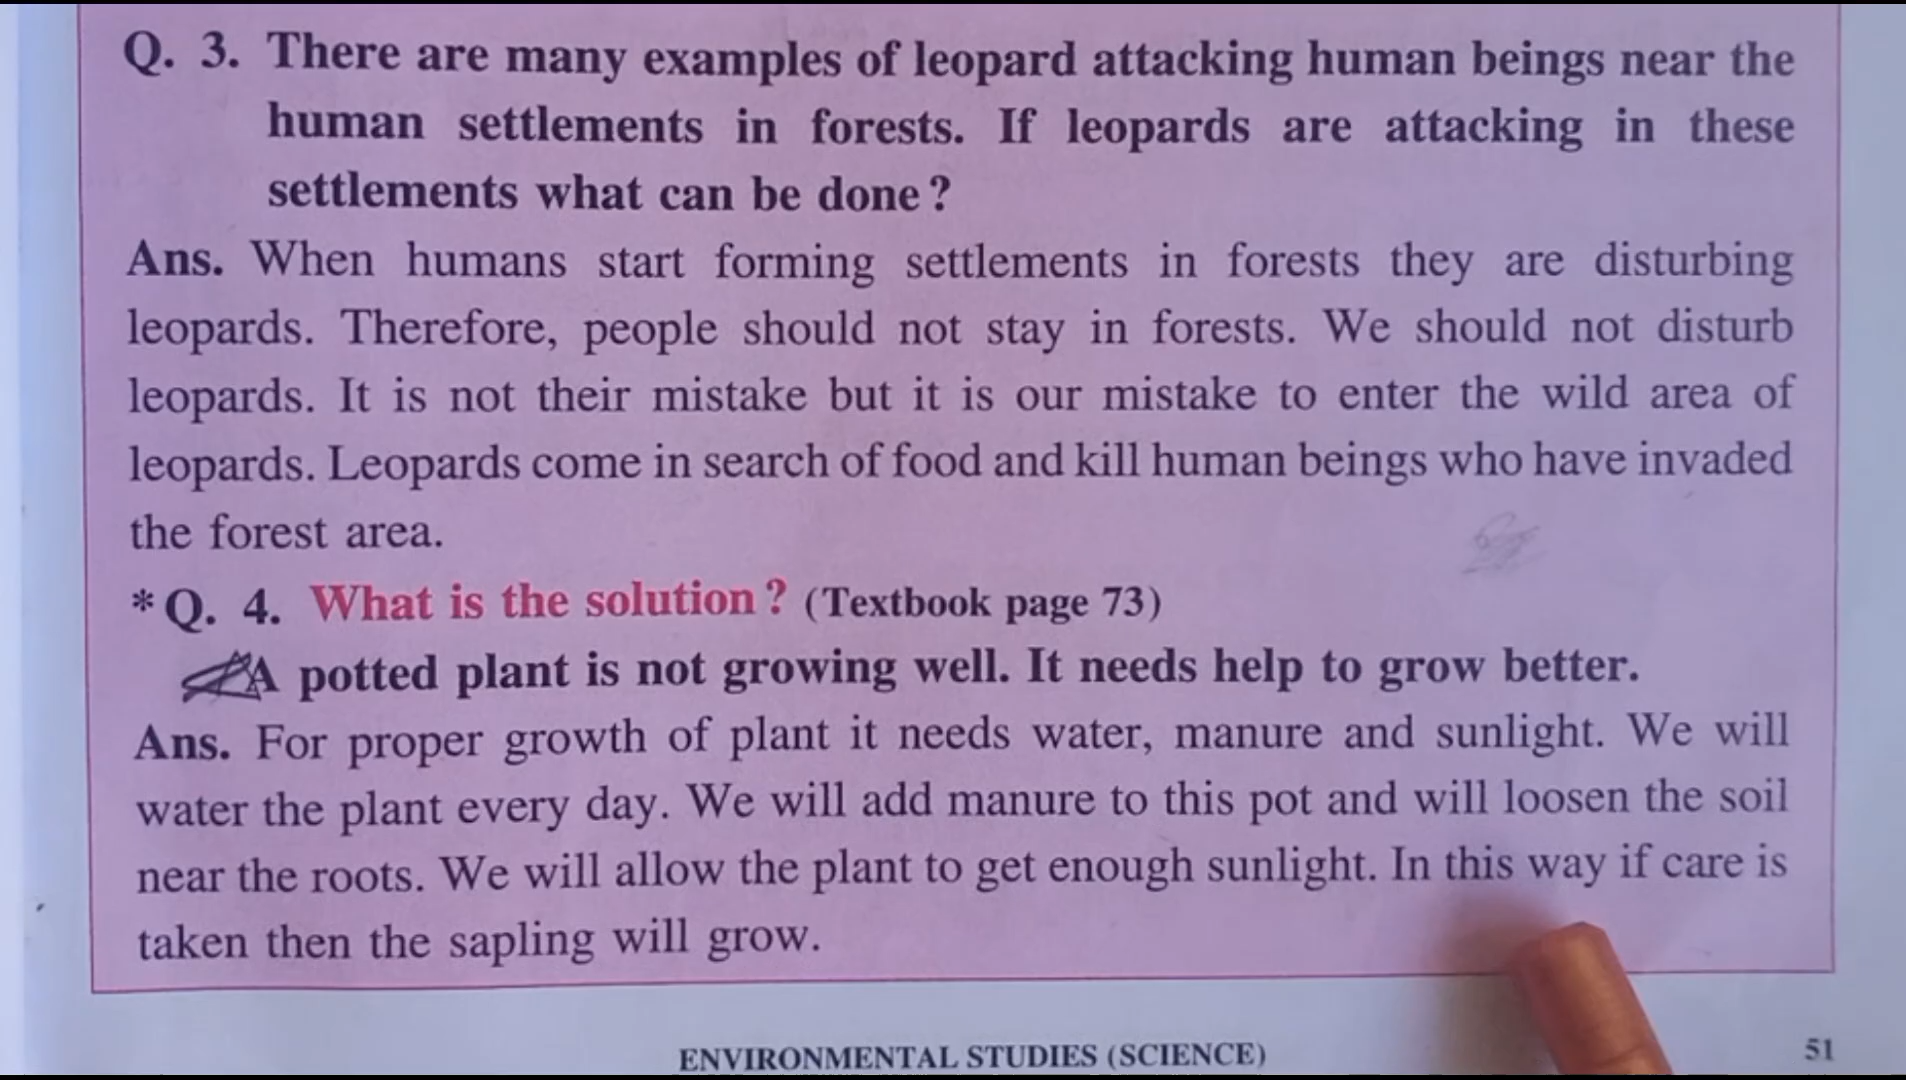 Q. 3. There are many examples of leopard attacking human beings near the
human settlements in forests. If leopards are attacking in these
settlements what can be done?
Ans. When humans start forming settlements in forests they are disturbing
leopards. Therefore, people should not stay in forests. We should not disturb
leopards. It is not their mistake but it is our mistake to enter the wild area of
leopards. Leopards come in search of food and kill human beings who have invaded
the forest area.
*Q. 4. What is the solution? (Textbook page 73)
A potted plant is not growing well. It needs help to grow better.
Ans. For proper growth of plant it needs water, manure and sunlight. We will
water the plant every day. We will add manure to this pot and will loosen the soil
near the roots. We will allow the plant to get enough sunlight. In this way if care is
taken then the sapling will grow.
ENVIRONMENTAL STUDIES (SCIENCE)
51